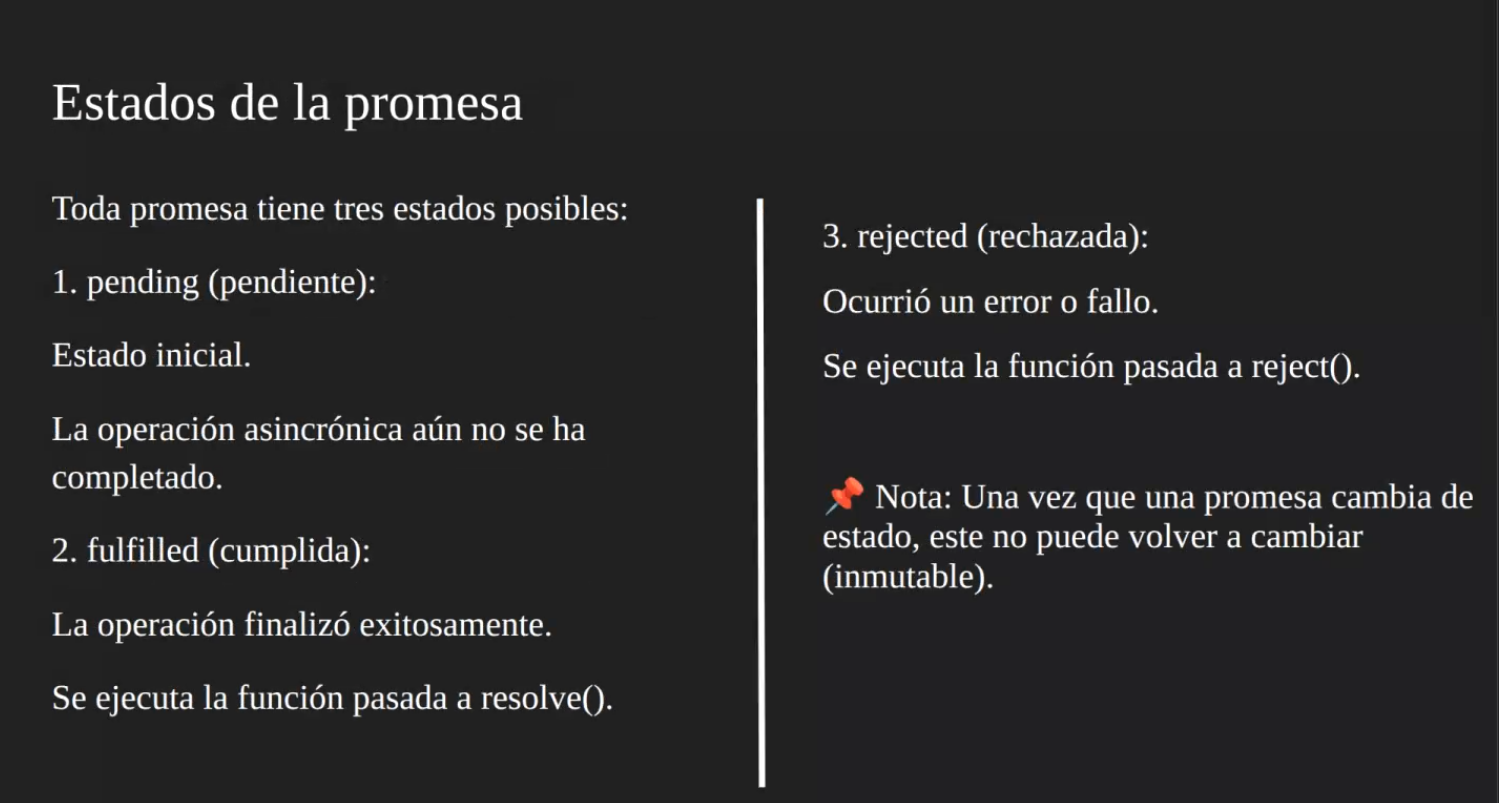 Estados de la promesa
Toda promesa tiene tres estados posibles:
1. pending (pendiente):
Estado inicial.
La operación asincrónica aún no se ha
completado.
2. fulfilled (cumplida):
La operación finalizó exitosamente.
Se ejecuta la función pasada a resolve().
3. rejected (rechazada):
Ocurrió un error o fallo.
Se ejecuta la función pasada a reject().
📌 Nota: Una vez que una promesa cambia de
estado, este no puede volver a cambiar
(inmutable).